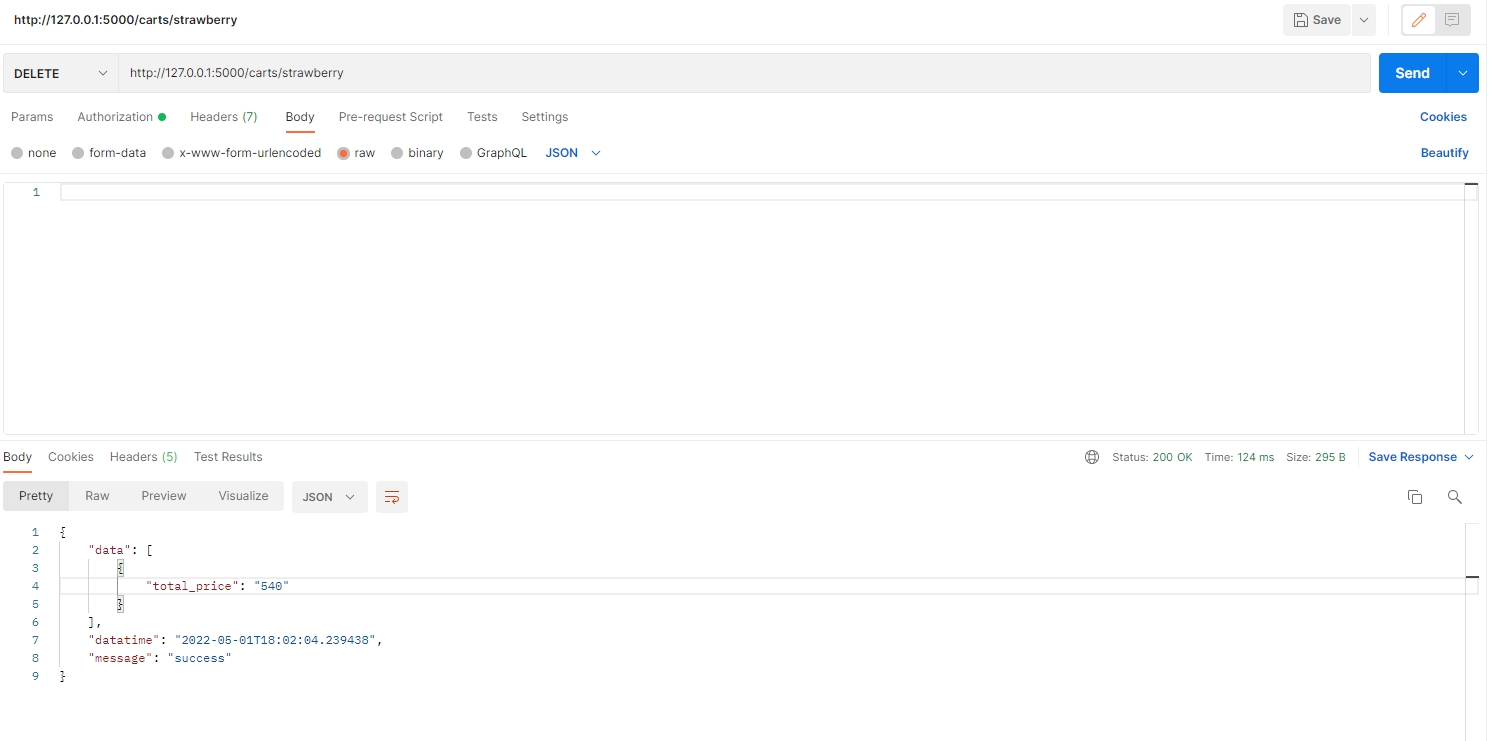 http://127.0.0.1:5000/carts/strawberry Save
DELETE http://127.0.0.1:5000/carts/strawberry Send
Params Authorization Headers (7) Body Pre-request Script Tests Settings Cookies
none form-data x-www-form-urlencoded raw binary GraphQL JSON Beautify
1
Body Cookies Headers (5) Test Results Status: 200 OK Time: 124 ms Size: 295 B Save Response
Pretty Raw Preview Visualize JSON
1 {
2 "data": [
3 {
4 "total_price": "540"
5 }
6 ],
7 "datatime": "2022-05-01T18:02:04.239438",
8 "message": "success"
9 }